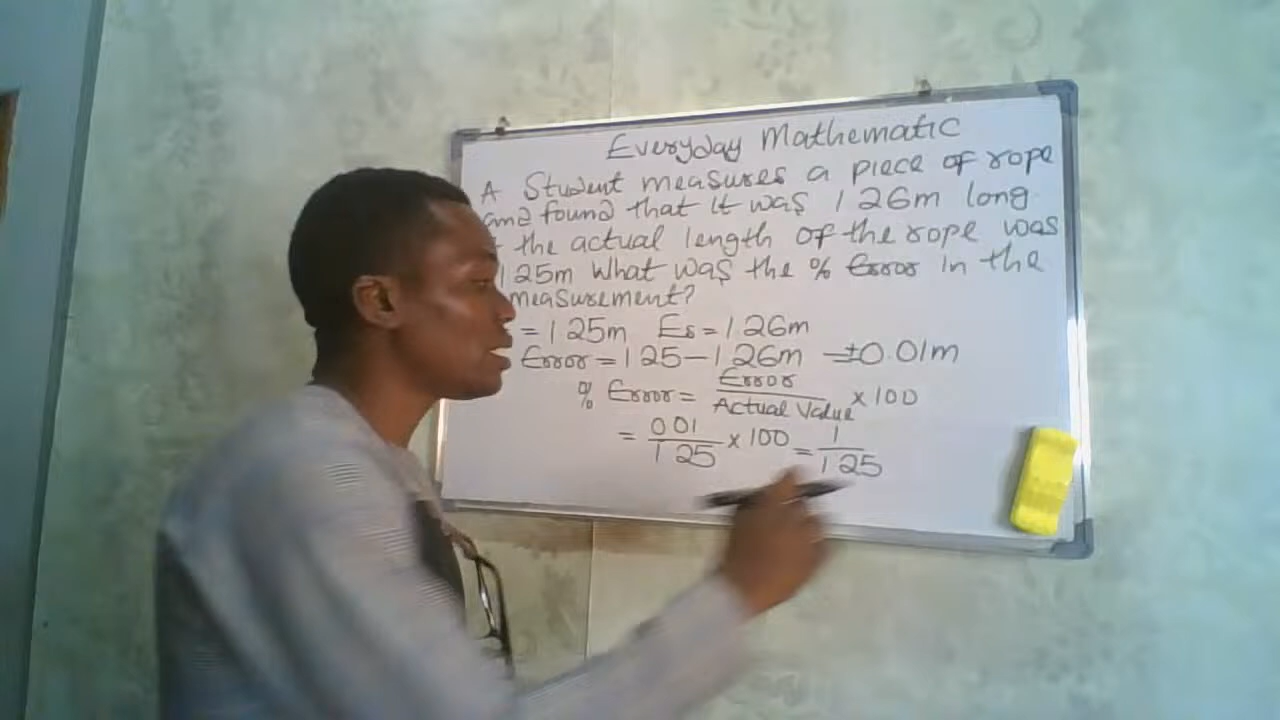 Everyday Mathematic
A Student measures a piece of rope
and found that it was 1.26m long
the actual length of the rope was
1.25m What was the % Error in the
measurement?
= 1.25m Es = 1.26m
Error = 1.25 - 1.26m = ±0.01m
% Error = Error / Actual Value × 100
= 0.01 / 1.25 × 100 = 1 / 1.25